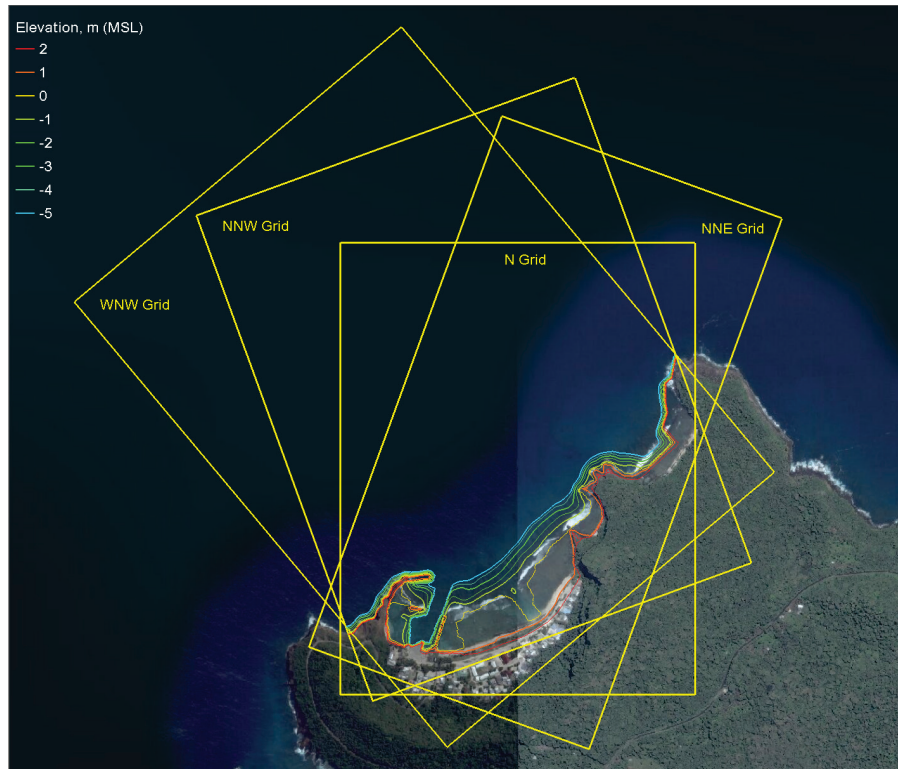 Elevation, m (MSL)
2
1
0
-1
-2
-3
-4
-5
NNW Grid
NNE Grid
N Grid
WNW Grid